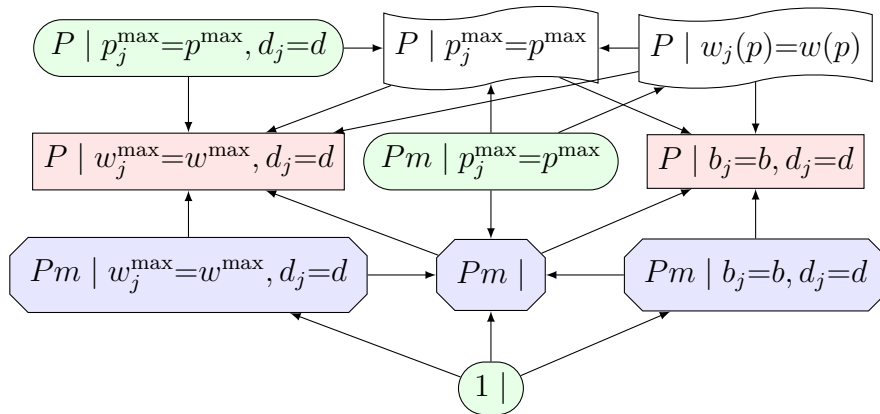 P | p_j^max=p^max, d_j=d
P | p_j^max=p^max
P | w_j(p)=w(p)
P | w_j^max=w^max, d_j=d
Pm | p_j^max=p^max
P | b_j=b, d_j=d
Pm | w_j^max=w^max, d_j=d
Pm |
Pm | b_j=b, d_j=d
1 |